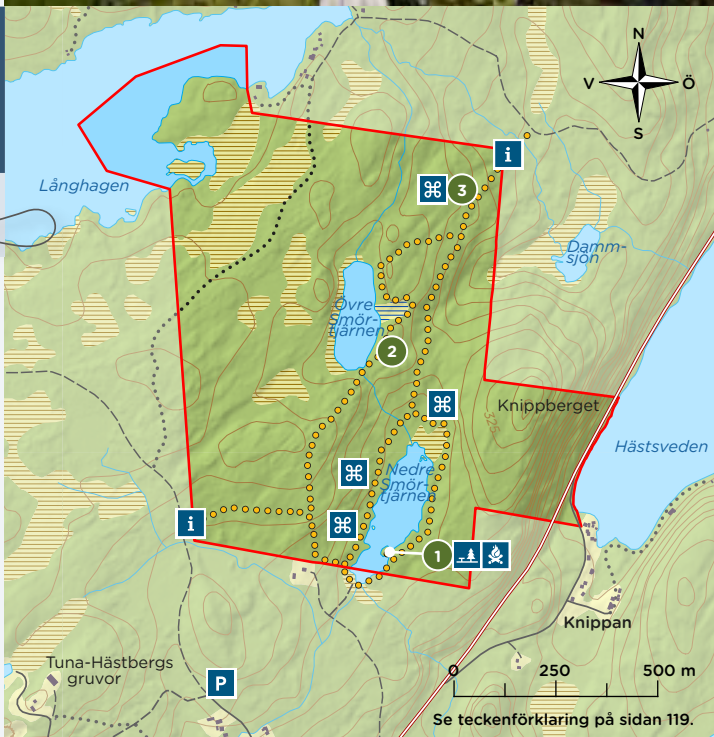 N
V
Ö
S
i
Långhagen
⌘
3
Damm-
sjön
Övre
Smör-
tjärnen
2
⌘
Knippberget
325
Hästsveden
⌘
Nedre
Smör-
tjärnen
i
⌘
1
Knippan
Tuna-Hästbergs
gruvor
P
0
250
500 m
Se teckenförklaring på sidan 119.